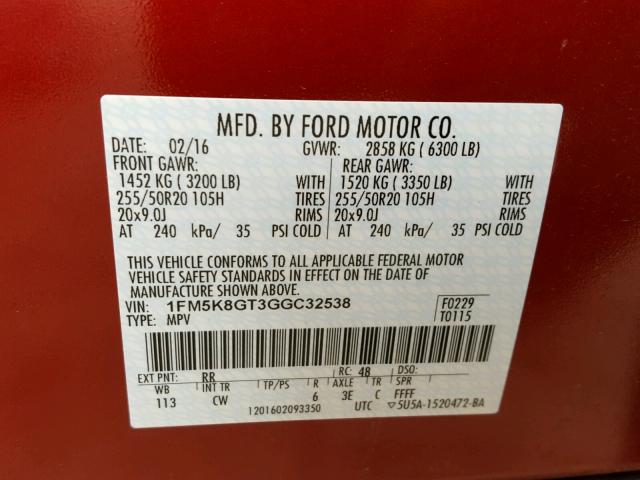 MFD. BY FORD MOTOR CO.
DATE: 02/16 GVWR: 2858 KG ( 6300 LB)
FRONT GAWR: REAR GAWR:
1452 KG ( 3200 LB) WITH 1520 KG ( 3350 LB) WITH
255/50R20 105H TIRES 255/50R20 105H TIRES
20x9.0J RIMS 20x9.0J RIMS
AT 240 kPa/ 35 PSI COLD AT 240 kPa/ 35 PSI COLD
THIS VEHICLE CONFORMS TO ALL APPLICABLE FEDERAL MOTOR
VEHICLE SAFETY STANDARDS IN EFFECT ON THE DATE OF
MANUFACTURE SHOWN ABOVE.
VIN: 1FM5K8GT3GGC32538 F0229
TYPE: MPV T0115
EXT PNT: RR RC: 48 DSO:
WB INT TR TP/PS R AXLE TR SPR
113 CW 6 3E C FFFF
1201602093350 UTC ▽5U5A-1520472-BA